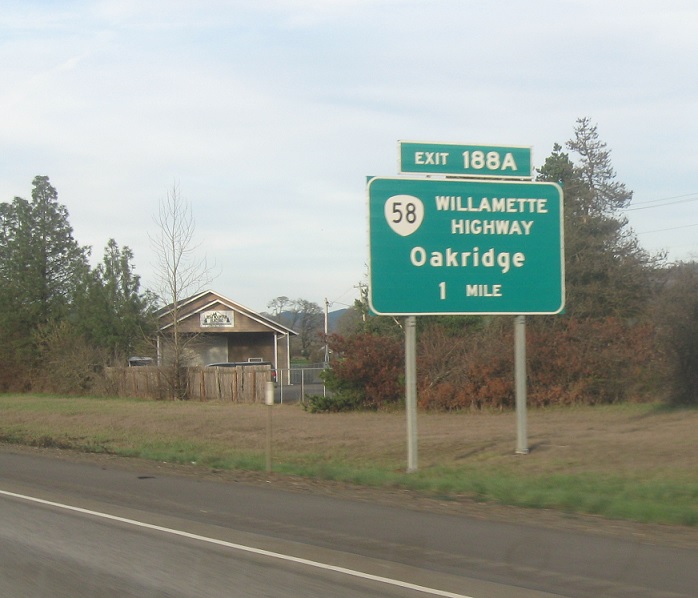 EXIT 188A
58 WILLAMETTE
HIGHWAY
Oakridge
1 MILE